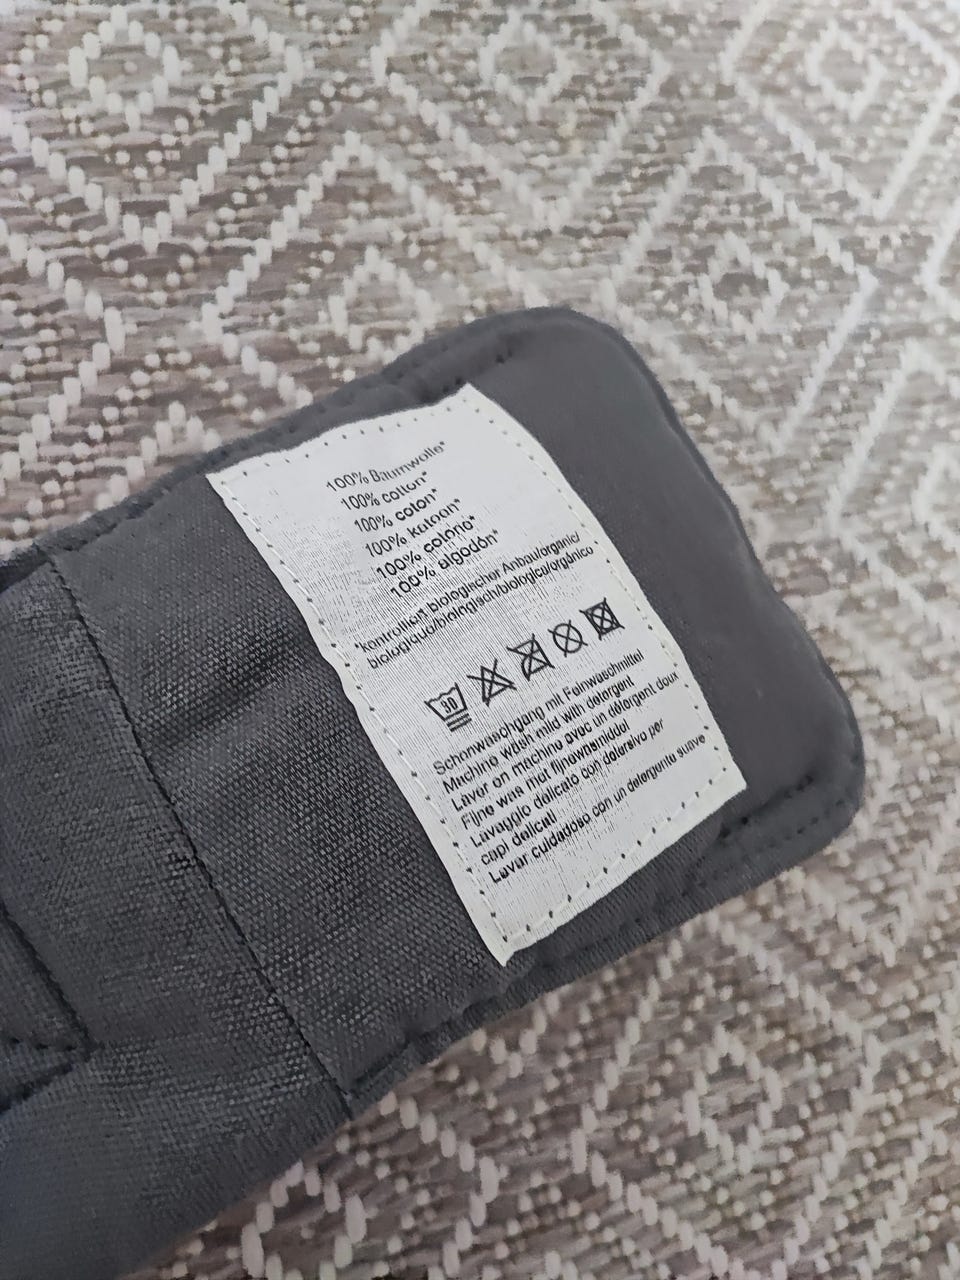 100% Baumwolle*
100% cotton*
100% coton*
100% katoen*
100% cotone*
100% algodón*
*kontrolliert biologischer Anbau/organic/
biologique/biologisch/biologico/orgánico
30
Schonwaschgang mit Feinwaschmittel
Machine wash mild with detergent
Laver en machine avec un détergent doux
Fijne was met fijnwasmiddel
Lavaggio delicato con detersivo per
capi delicati
Lavar cuidadoso con un detergente suave